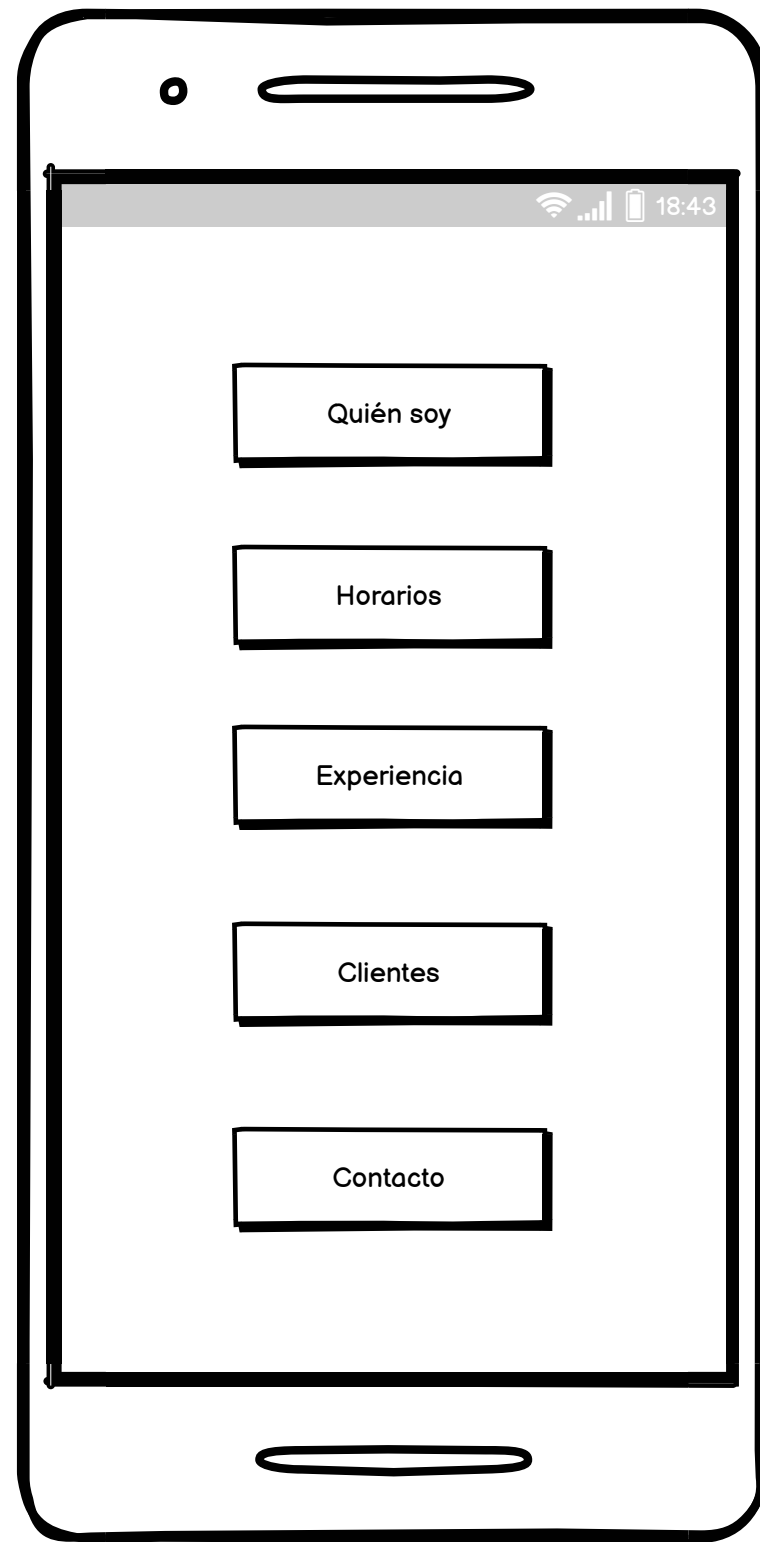 18:43
Quién soy
Horarios
Experiencia
Clientes
Contacto